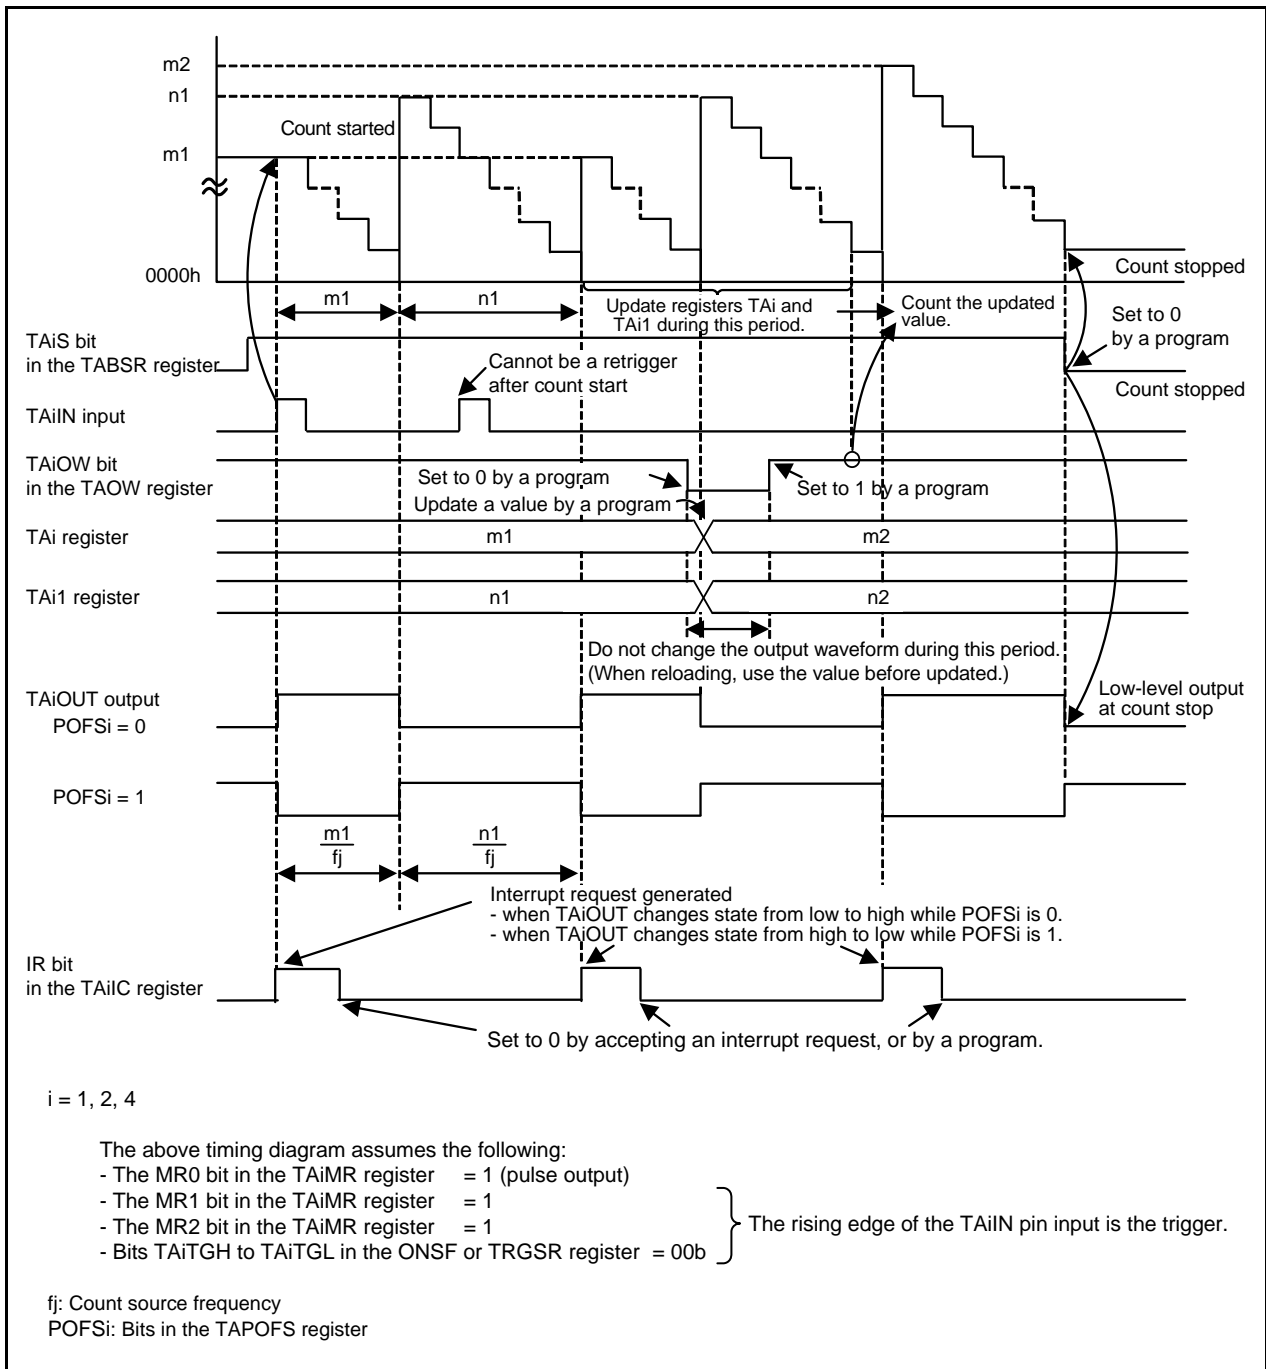 m2
n1
Count started
m1
0000h
Count stopped
m1
n1
Update registers TAi and
TAi1 during this period.
Count the updated
value.
Set to 0
by a program
TAiS bit
in the TABSR register
Cannot be a retrigger
after count start
Count stopped
TAiIN input
TAiOW bit
in the TAOW register
Set to 0 by a program
Set to 1 by a program
Update a value by a program
TAi register
m1
m2
TAi1 register
n1
n2
Do not change the output waveform during this period.
(When reloading, use the value before updated.)
TAiOUT output
POFSi = 0
Low-level output
at count stop
POFSi = 1
m1
fj
n1
fj
Interrupt request generated
- when TAiOUT changes state from low to high while POFSi is 0.
- when TAiOUT changes state from high to low while POFSi is 1.
IR bit
in the TAiIC register
Set to 0 by accepting an interrupt request, or by a program.
i = 1, 2, 4
The above timing diagram assumes the following:
- The MR0 bit in the TAiMR register = 1 (pulse output)
- The MR1 bit in the TAiMR register = 1
- The MR2 bit in the TAiMR register = 1
- Bits TAiTGH to TAiTGL in the ONSF or TRGSR register = 00b
The rising edge of the TAiIN pin input is the trigger.
fj: Count source frequency
POFSi: Bits in the TAPOFS register